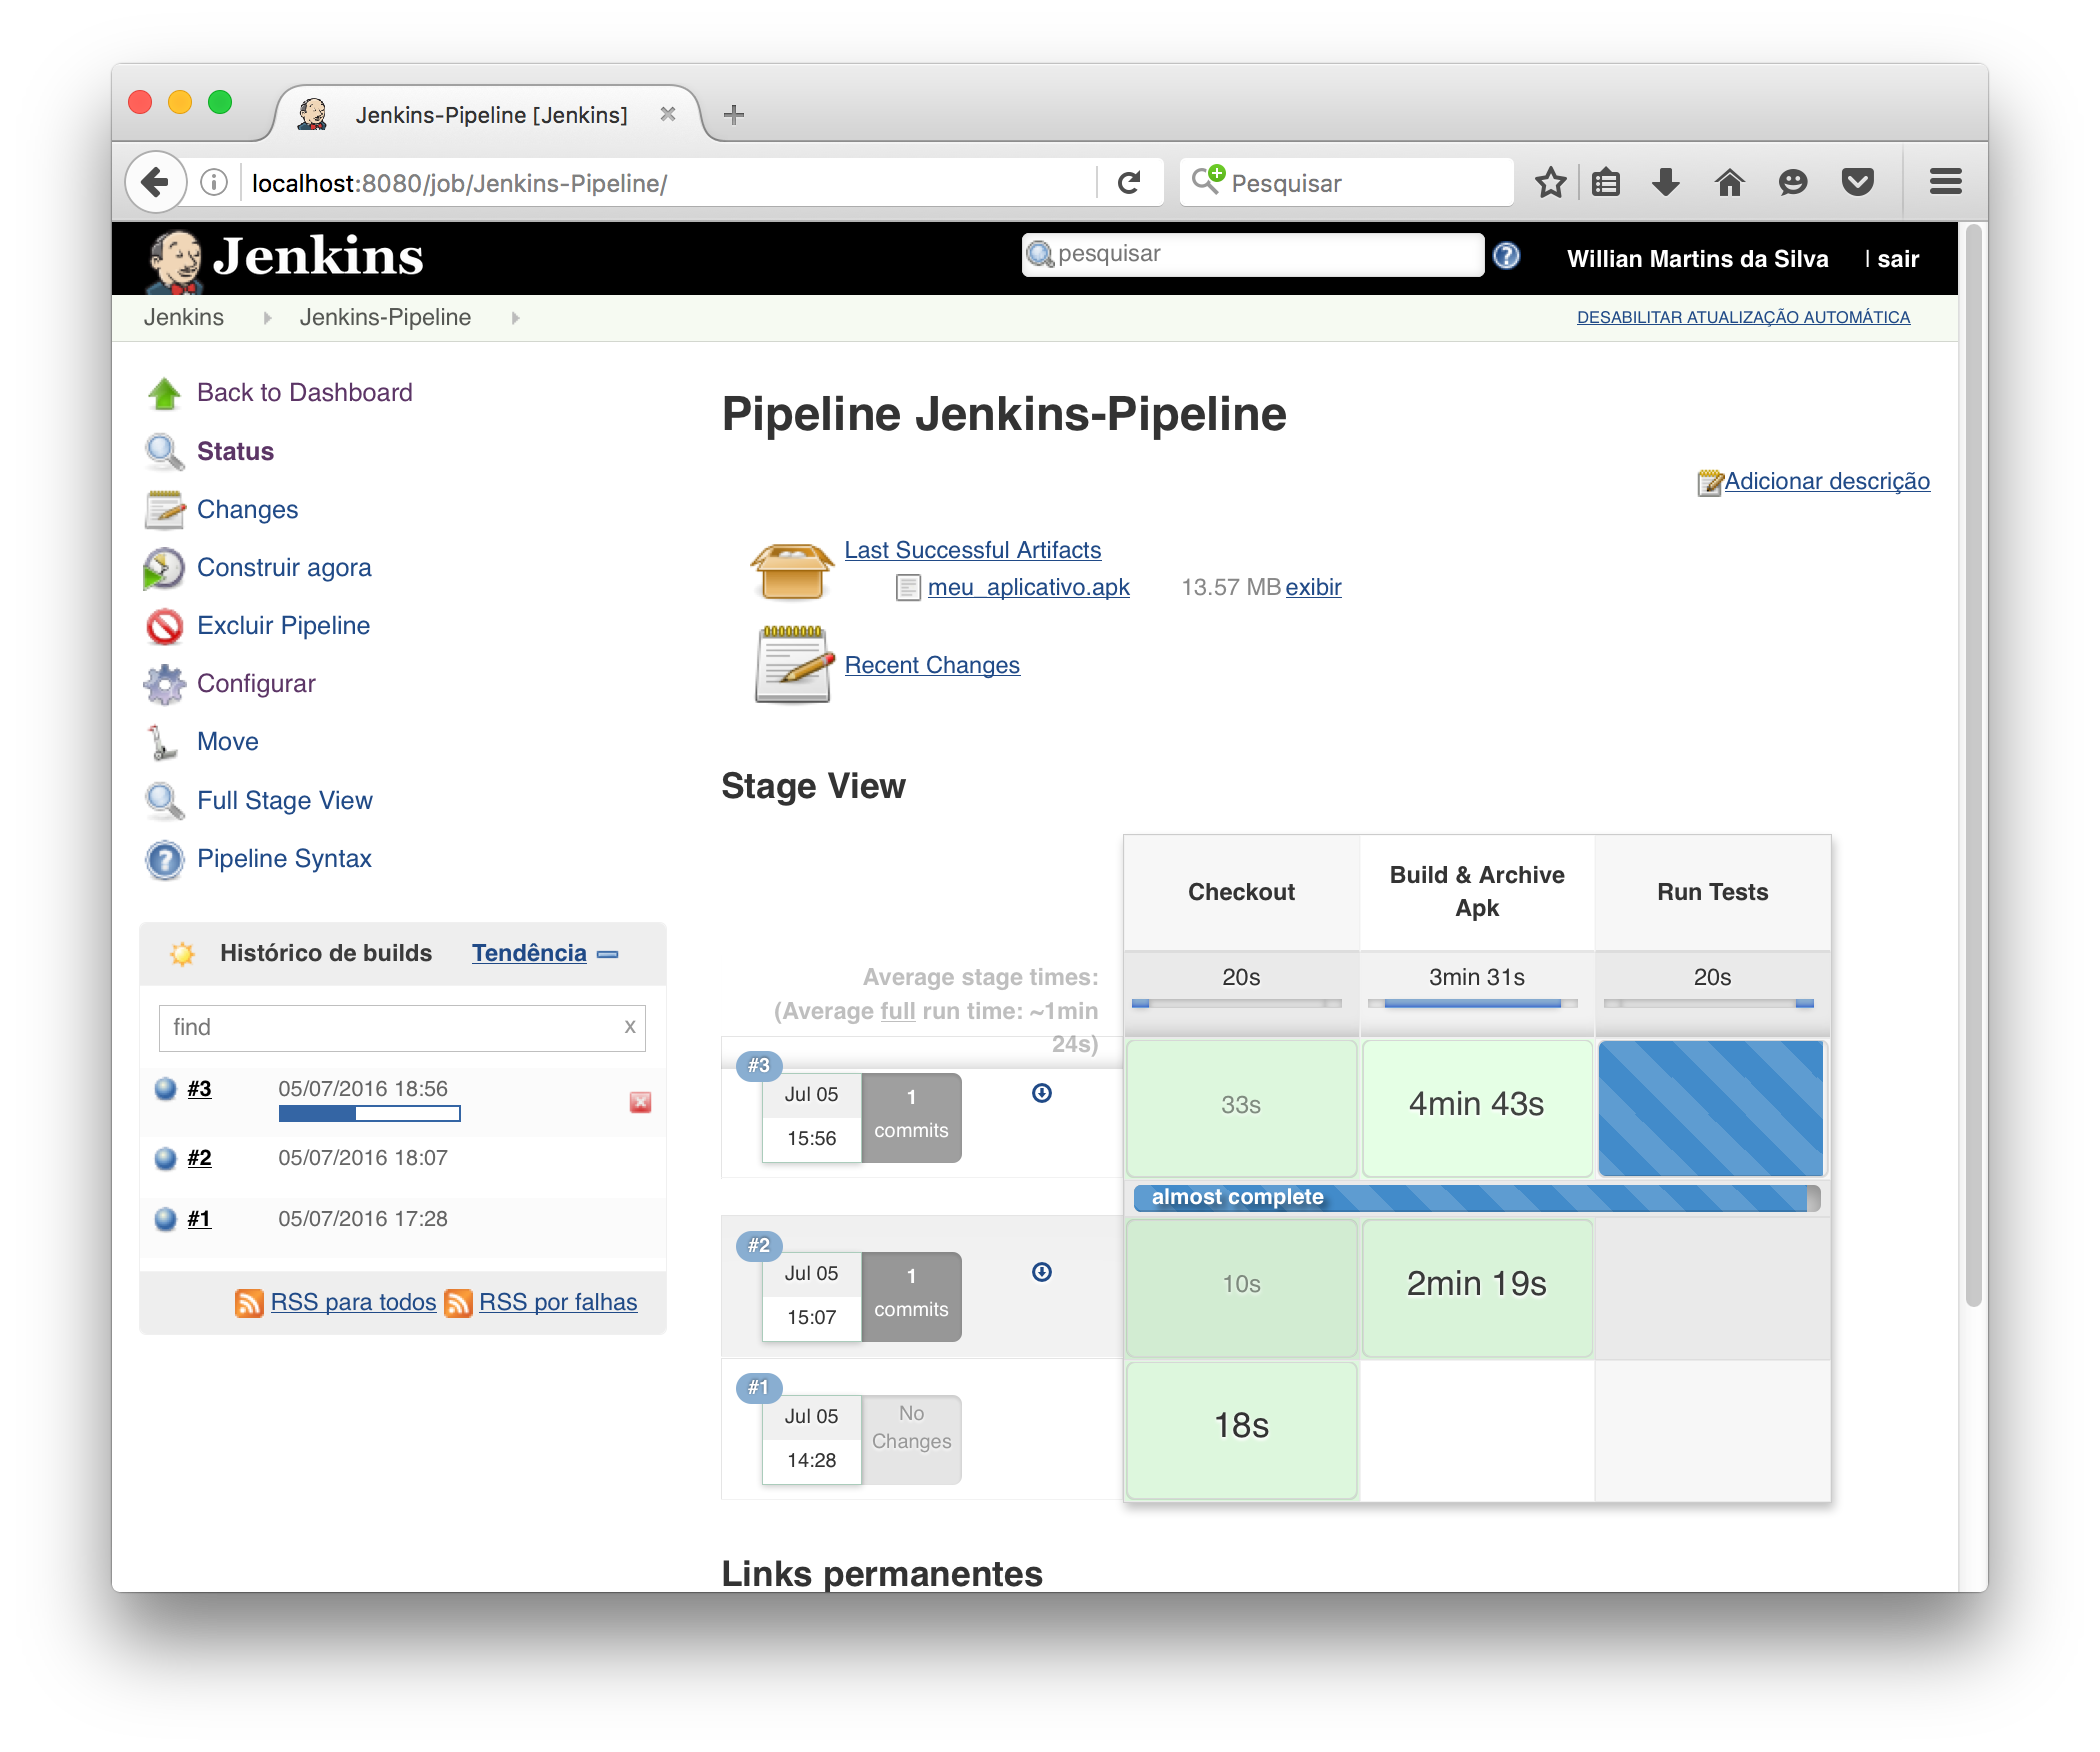 Jenkins-Pipeline [Jenkins]
localhost:8080/job/Jenkins-Pipeline/
Pesquisar
Jenkins
pesquisar
Willian Martins da Silva | sair
Jenkins Jenkins-Pipeline
DESABILITAR ATUALIZAÇÃO AUTOMÁTICA
Back to Dashboard
Status
Changes
Construir agora
Excluir Pipeline
Configurar
Move
Full Stage View
Pipeline Syntax
Histórico de builds Tendência
find x
#3 05/07/2016 18:56
#2 05/07/2016 18:07
#1 05/07/2016 17:28
RSS para todos RSS por falhas
Pipeline Jenkins-Pipeline
Adicionar descrição
Last Successful Artifacts
meu_aplicativo.apk 13.57 MB exibir
Recent Changes
Stage View
Checkout
Build & Archive
Apk
Run Tests
Average stage times:
(Average full run time: ~1min
24s)
20s 3min 31s 20s
#3
Jul 05
15:56
1
commits
33s 4min 43s
almost complete
#2
Jul 05
15:07
1
commits
10s 2min 19s
#1
Jul 05
14:28
No
Changes
18s
Links permanentes